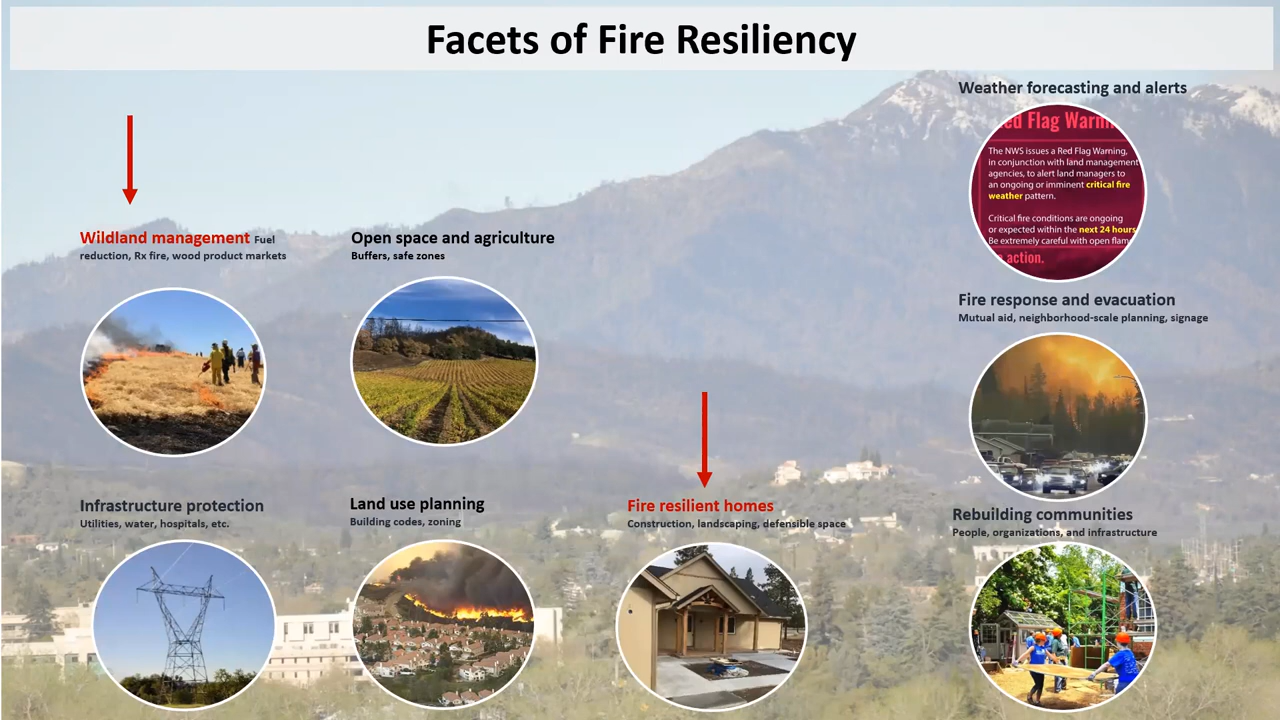 Facets of Fire Resiliency
Weather forecasting and alerts
ed Flag Warn
The NWS issues a Red Flag Warning,
in conjunction with land management
agencies, to alert land managers to
an ongoing or imminent critical fire
weather pattern.
Critical fire conditions are ongoing
or expected within the next 24 hours
Be extremely careful with open flam
action.
Wildland management Fuel
reduction, Rx fire, wood product markets
Open space and agriculture
Buffers, safe zones
Fire response and evacuation
Mutual aid, neighborhood-scale planning, signage
Infrastructure protection
Utilities, water, hospitals, etc.
Land use planning
Building codes, zoning
Fire resilient homes
Construction, landscaping, defensible space
Rebuilding communities
People, organizations, and infrastructure